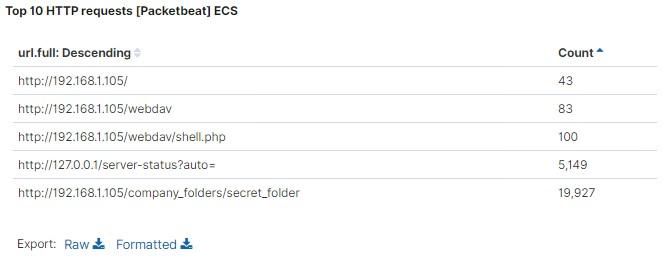 Top 10 HTTP requests [Packetbeat] ECS
url.full: Descending Count
http://192.168.1.105/ 43
http://192.168.1.105/webdav 83
http://192.168.1.105/webdav/shell.php 100
http://127.0.0.1/server-status?auto= 5,149
http://192.168.1.105/company_folders/secret_folder 19,927
Export: Raw Formatted